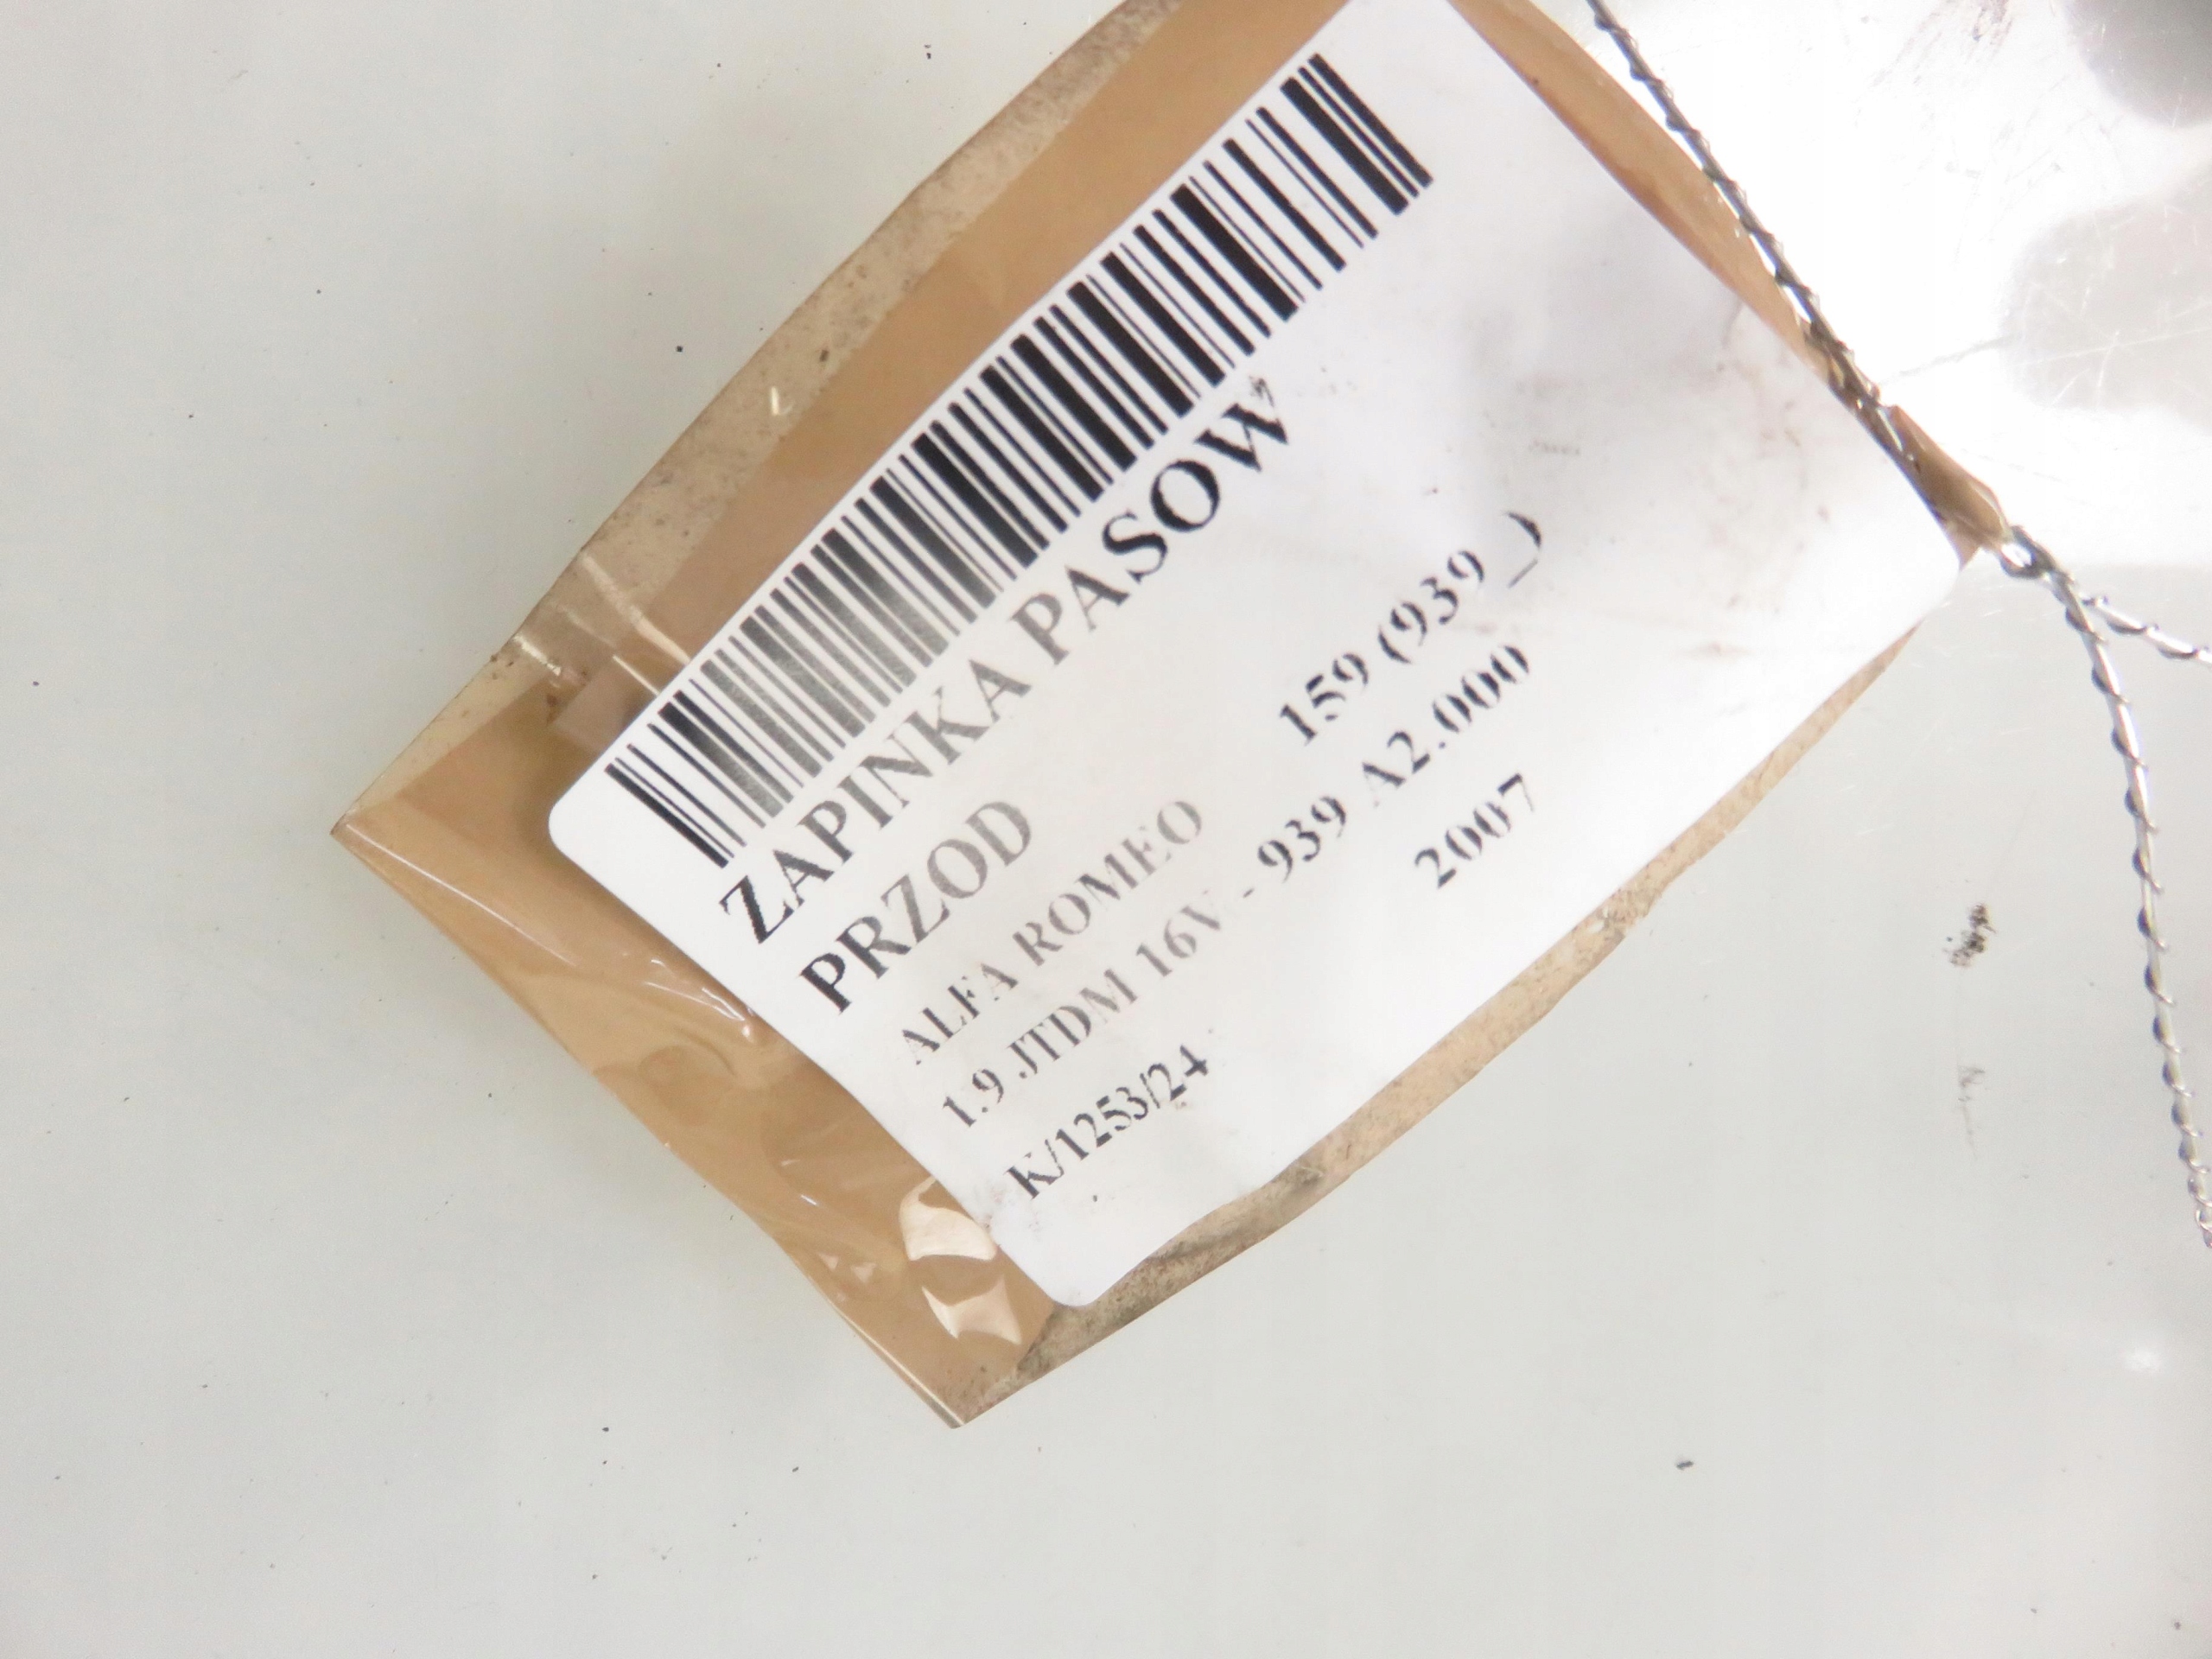 ZAPINKA PASOW
PRZOD
ALFA ROMEO 159 (939_)
1.9 JTDM 16V - 939 A2.000
2007
K/1253/24